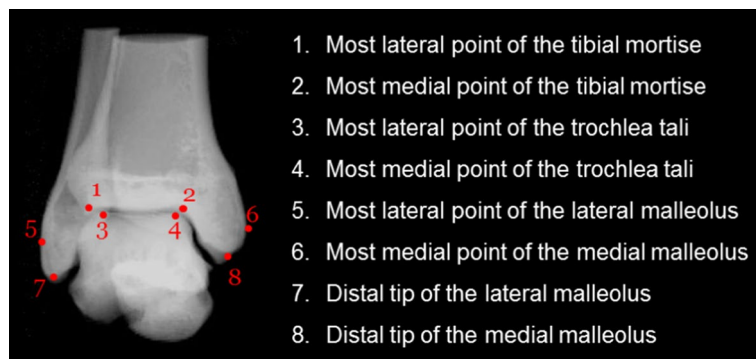 1. Most lateral point of the tibial mortise
2. Most medial point of the tibial mortise
3. Most lateral point of the trochlea tali
4. Most medial point of the trochlea tali
5. Most lateral point of the lateral malleolus
6. Most medial point of the medial malleolus
7. Distal tip of the lateral malleolus
8. Distal tip of the medial malleolus
1 2
3 4
5 6
7 8